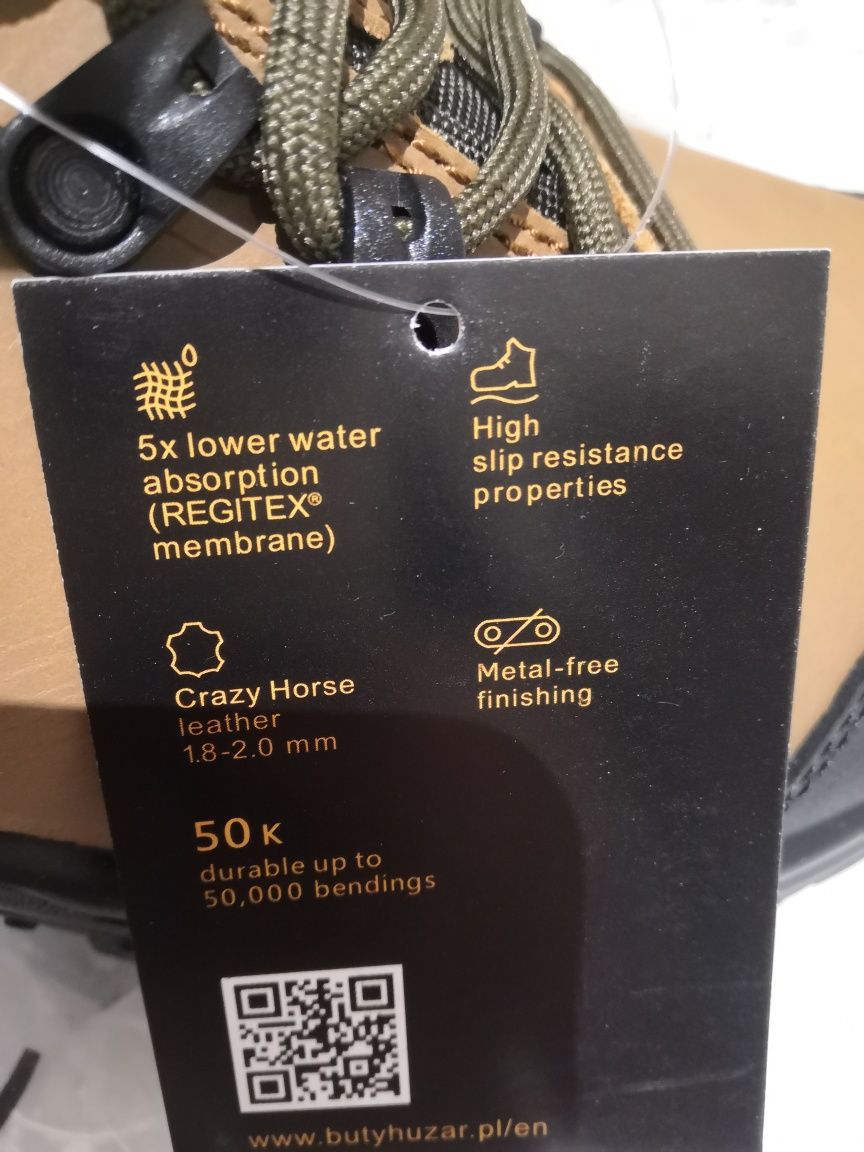 5x lower water
absorption
(REGITEX®
membrane)
High
slip resistance
properties
Crazy Horse
leather
1.8-2.0 mm
Metal-free
finishing
50 K
durable up to
50,000 bendings
www.butyhuzar.pl/en